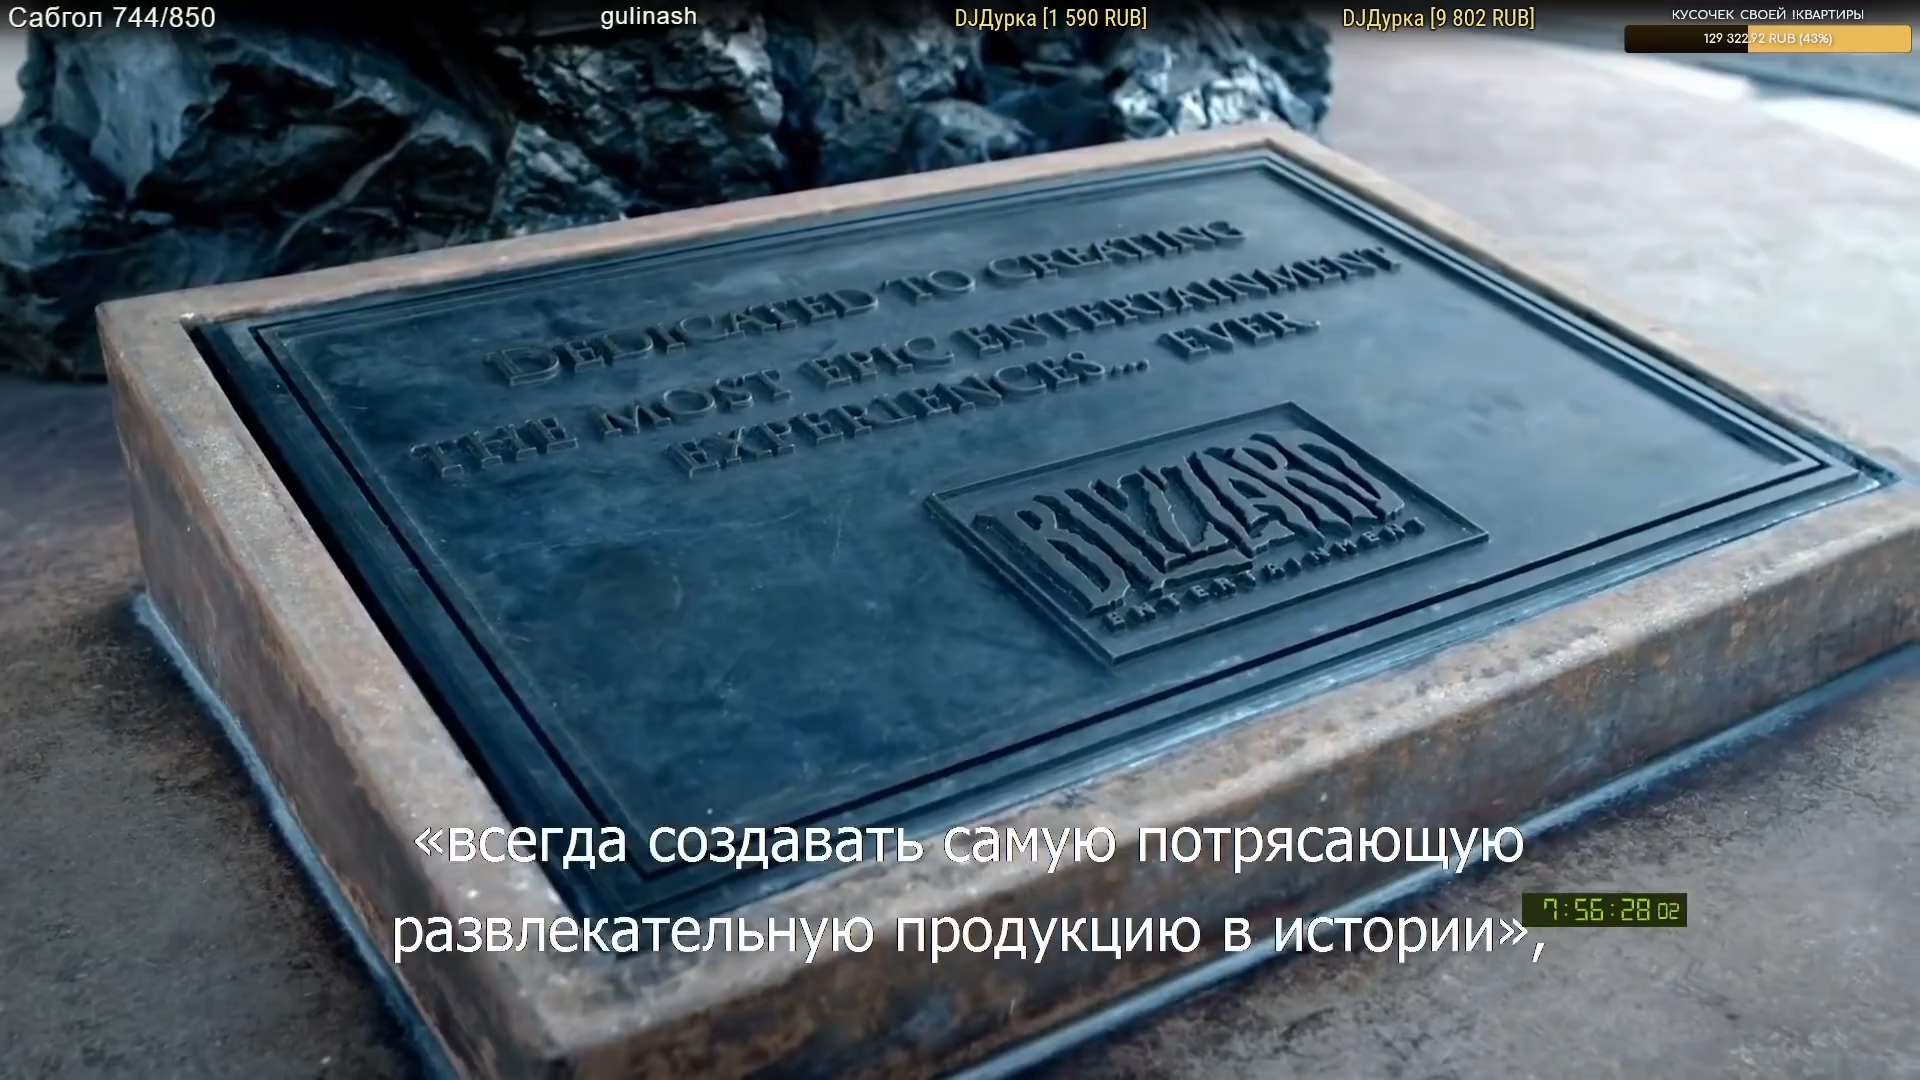 Сабгол 744/850
gulinash
DJДурка [1 590 RUB]
DJДурка [9 802 RUB]
КУСОЧЕК СВОЕЙ !КВАРТИРЫ
129 322.92 RUB (43%)
DEDICATED TO CREATING
THE MOST EPIC ENTERTAINMENT
EXPERIENCES... EVER.
BLIZZARD
ENTERTAINMENT
«всегда создавать самую потрясающую
развлекательную продукцию в истории»,
7:56:28 02